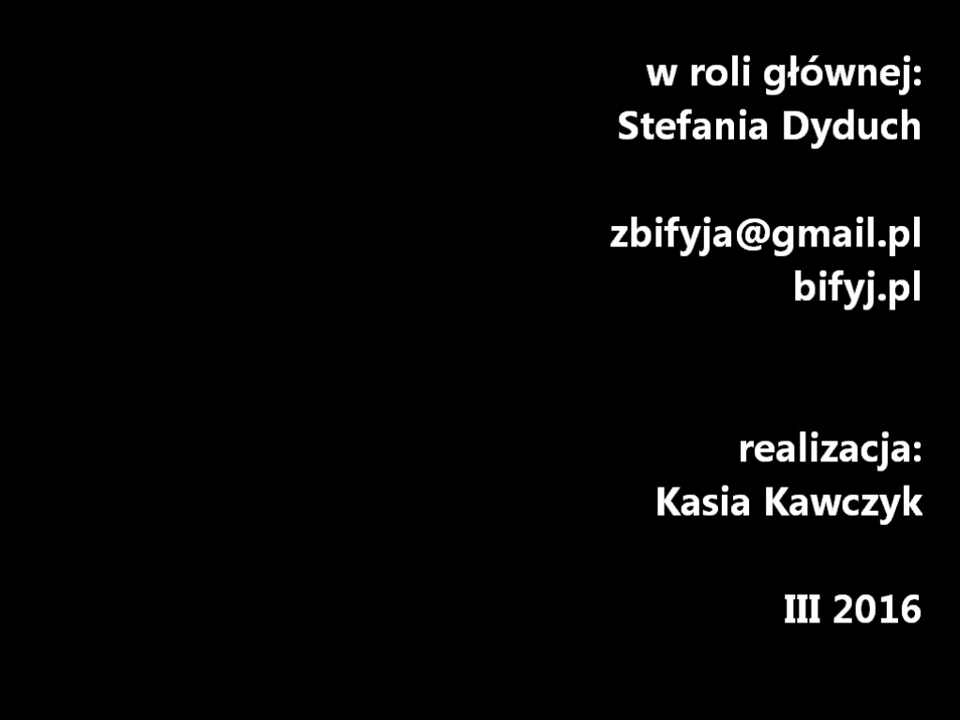 w roli głównej:
Stefania Dyduch
zbifyja@gmail.pl
bifyj.pl
realizacja:
Kasia Kawczyk
III 2016